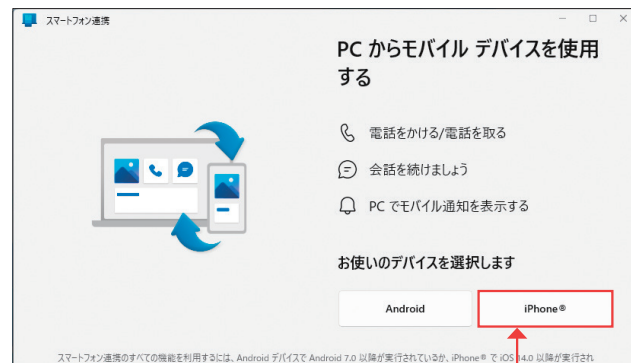 スマートフォン連携
PC からモバイル デバイスを使用
する
電話をかける/電話を取る
会話を続けましょう
PC でモバイル通知を表示する
お使いのデバイスを選択します
Android
iPhone®
スマートフォン連携のすべての機能を利用するには、Android デバイスで Android 7.0 以降が実行されているか、iPhone® で iOS 14.0 以降が実行され